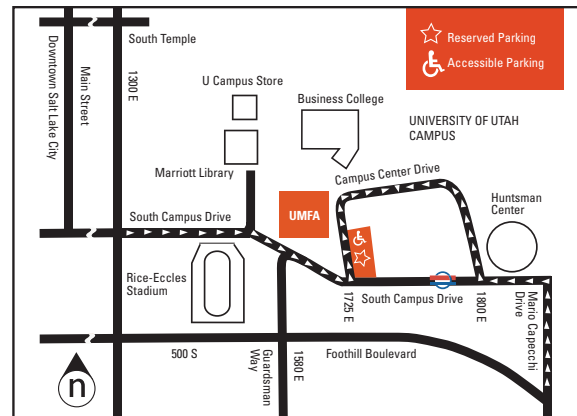 Reserved Parking
Accessible Parking
South Temple
Downtown Salt Lake City
Main Street
1300 E
U Campus Store
Business College
UNIVERSITY OF UTAH
CAMPUS
Marriott Library
Campus Center Drive
Huntsman
Center
UMFA
South Campus Drive
Rice-Eccles
Stadium
1725 E
South Campus Drive
1800 E
Mario Capecchi
Drive
500 S
Guardsman
Way
1580 E
Foothill Boulevard
n